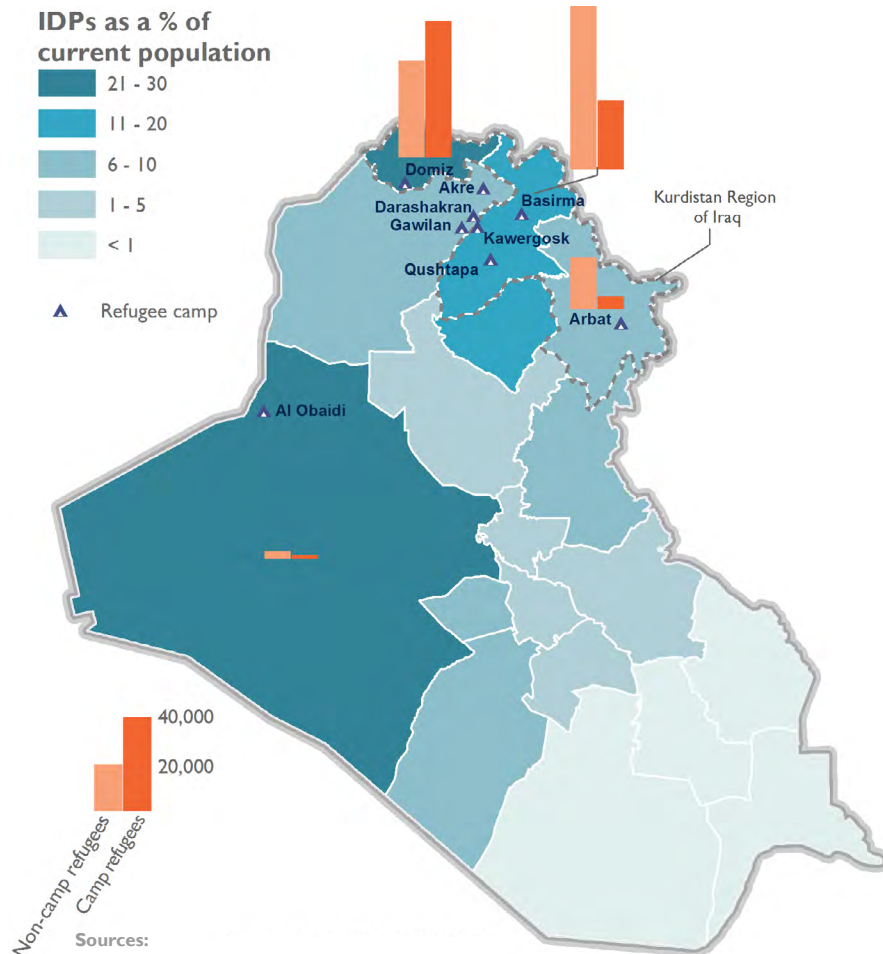 IDPs as a % of
current population
21 - 30
11 - 20
6 - 10
1 - 5
< 1
Refugee camp
Domiz
Akre
Basirma
Darashakran
Gawilan
Kawergosk
Qushtapa
Kurdistan Region
of Iraq
Arbat
Al Obaidi
40,000
20,000
Non-camp refugees
Camp refugees
Sources: